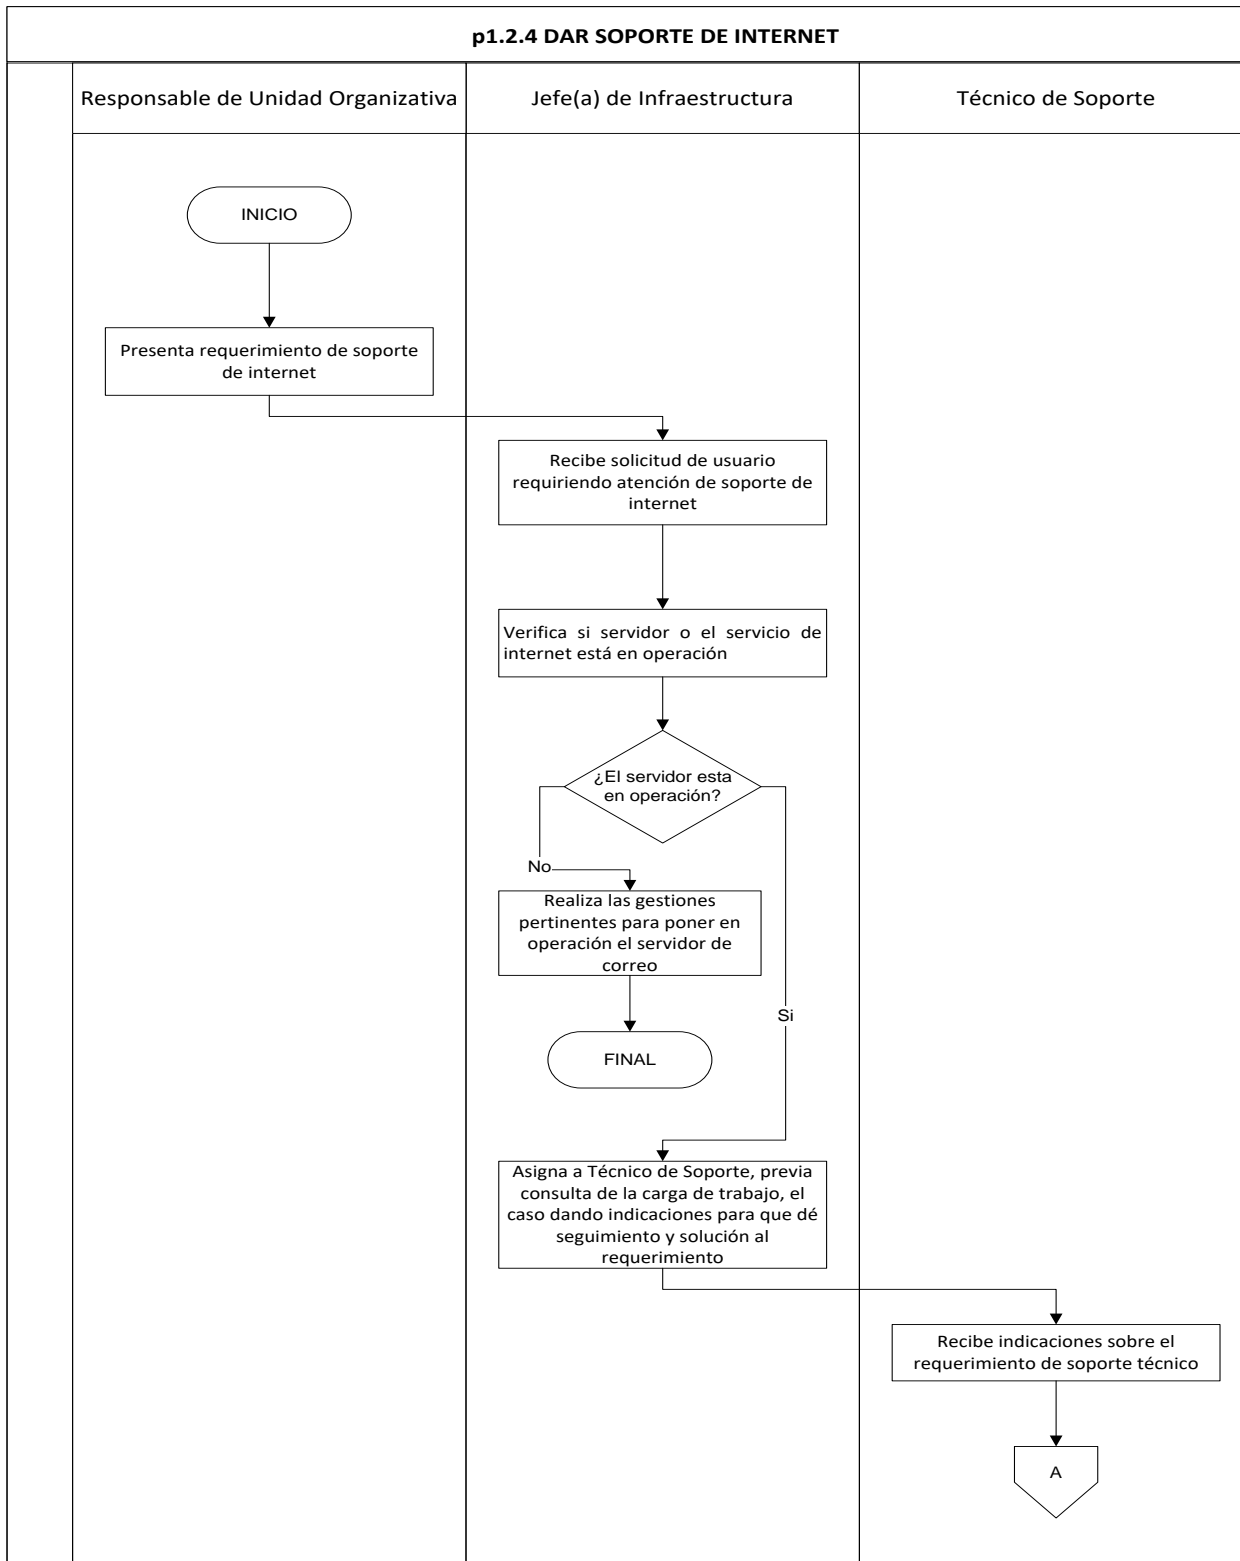 p1.2.4 DAR SOPORTE DE INTERNET
Responsable de Unidad Organizativa
Jefe(a) de Infraestructura
Técnico de Soporte
INICIO
Presenta requerimiento de soporte
de internet
Recibe solicitud de usuario
requiriendo atención de soporte de
internet
Verifica si servidor o el servicio de
internet está en operación
¿El servidor esta
en operación?
No
Realiza las gestiones
pertinentes para poner en
operación el servidor de
correo
Si
FINAL
Asigna a Técnico de Soporte, previa
consulta de la carga de trabajo, el
caso dando indicaciones para que dé
seguimiento y solución al
requerimiento
Recibe indicaciones sobre el
requerimiento de soporte técnico
A